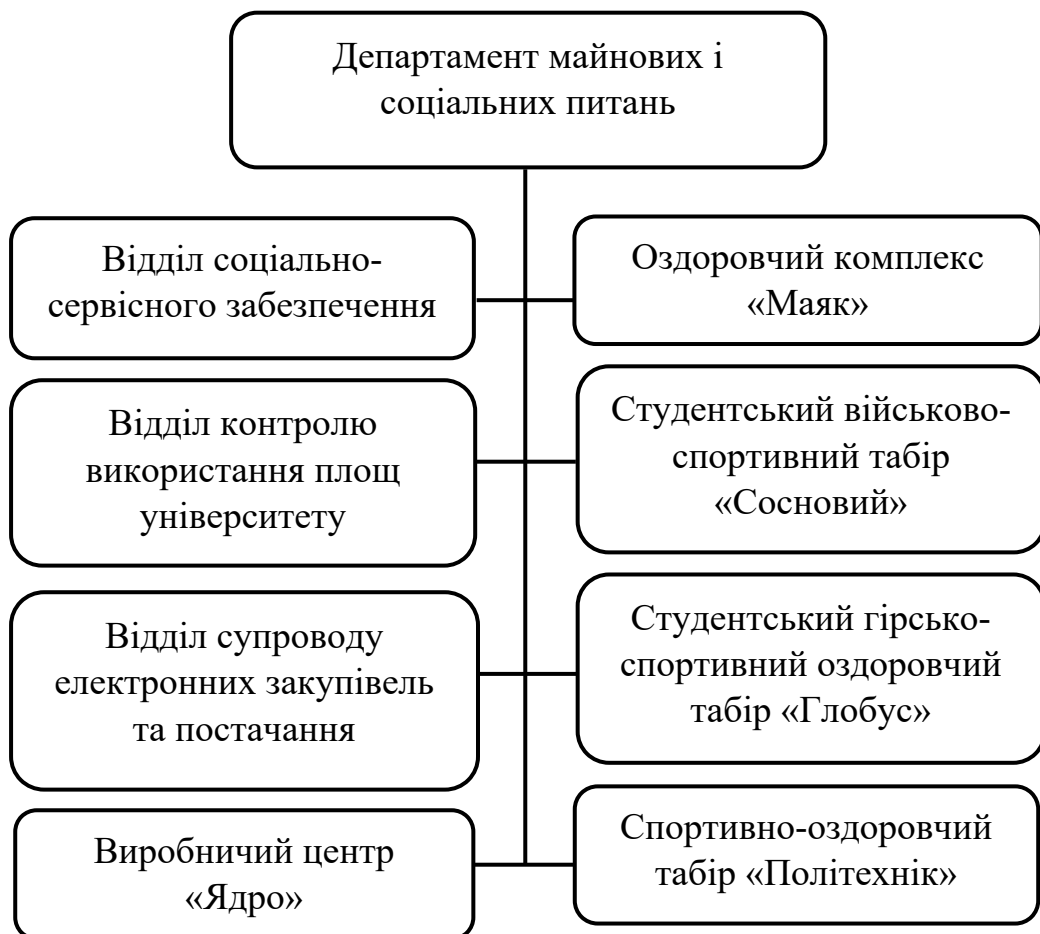 Департамент майнових і
соціальних питань
Відділ соціально-
сервісного забезпечення
Оздоровчий комплекс
«Маяк»
Відділ контролю
використання площ
університету
Студентський військово-
спортивний табір
«Сосновий»
Відділ супроводу
електронних закупівель
та постачання
Студентський гірсько-
спортивний оздоровчий
табір «Глобус»
Виробничий центр
«Ядро»
Спортивно-оздоровчий
табір «Політехнік»